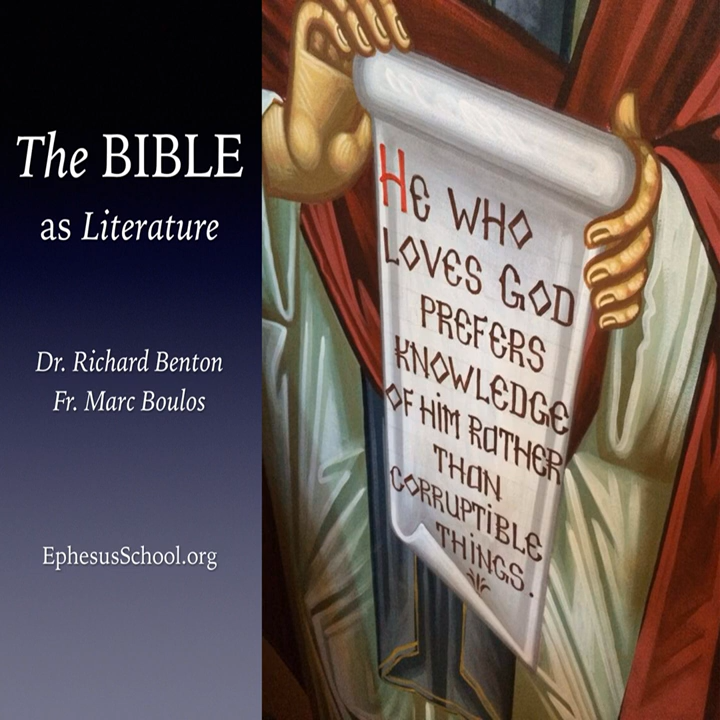 The BIBLE
as Literature
Dr. Richard Benton
Fr. Marc Boulos
EphesusSchool.org
HE WHO
LOVES GOD
PREFERS
KNOWLEDGE
OF HIM RATHER
THAN
CORRUPTIBLE
THINGS.